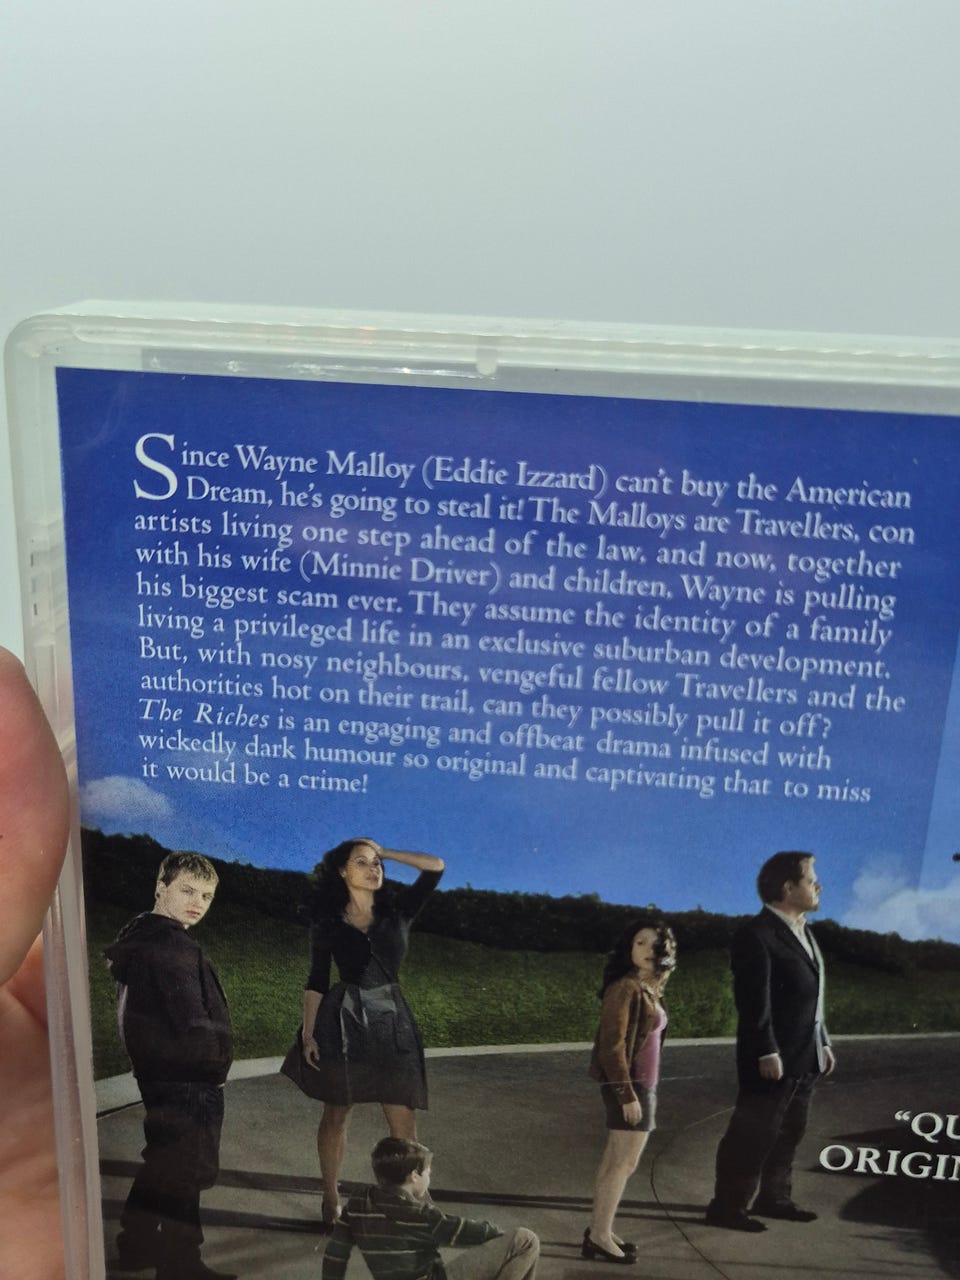 Since Wayne Malloy (Eddie Izzard) can't buy the American
Dream, he's going to steal it! The Malloys are Travellers, con
artists living one step ahead of the law, and now, together
with his wife (Minnie Driver) and children, Wayne is pulling
his biggest scam ever. They assume the identity of a family
living a privileged life in an exclusive suburban development.
But, with nosy neighbours, vengeful fellow Travellers and the
authorities hot on their trail, can they possibly pull it off?
The Riches is an engaging and offbeat drama infused with
wickedly dark humour so original and captivating that to miss
it would be a crime!